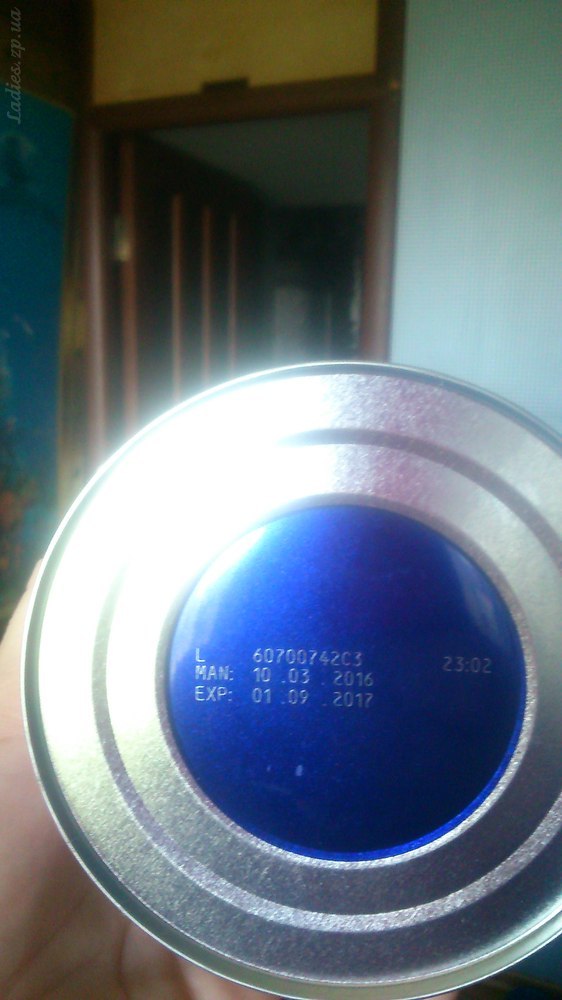 Ladies.zp.ua
L 60700742C3 23:02
MAN: 10 .03 .2016
EXP: 01 .09 .2017